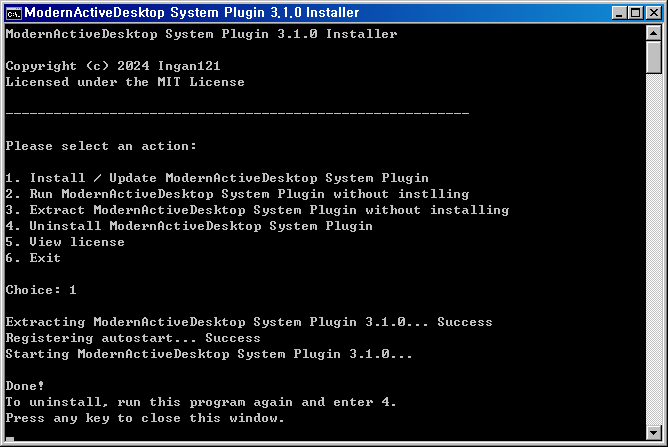 ModernActiveDesktop System Plugin 3.1.0 Installer
ModernActiveDesktop System Plugin 3.1.0 Installer
Copyright (c) 2024 Ingan121
Licensed under the MIT License
----------------------------------------------------------
Please select an action:
1. Install / Update ModernActiveDesktop System Plugin
2. Run ModernActiveDesktop System Plugin without instlling
3. Extract ModernActiveDesktop System Plugin without installing
4. Uninstall ModernActiveDesktop System Plugin
5. View license
6. Exit
Choice: 1
Extracting ModernActiveDesktop System Plugin 3.1.0... Success
Registering autostart... Success
Starting ModernActiveDesktop System Plugin 3.1.0...
Done!
To uninstall, run this program again and enter 4.
Press any key to close this window.